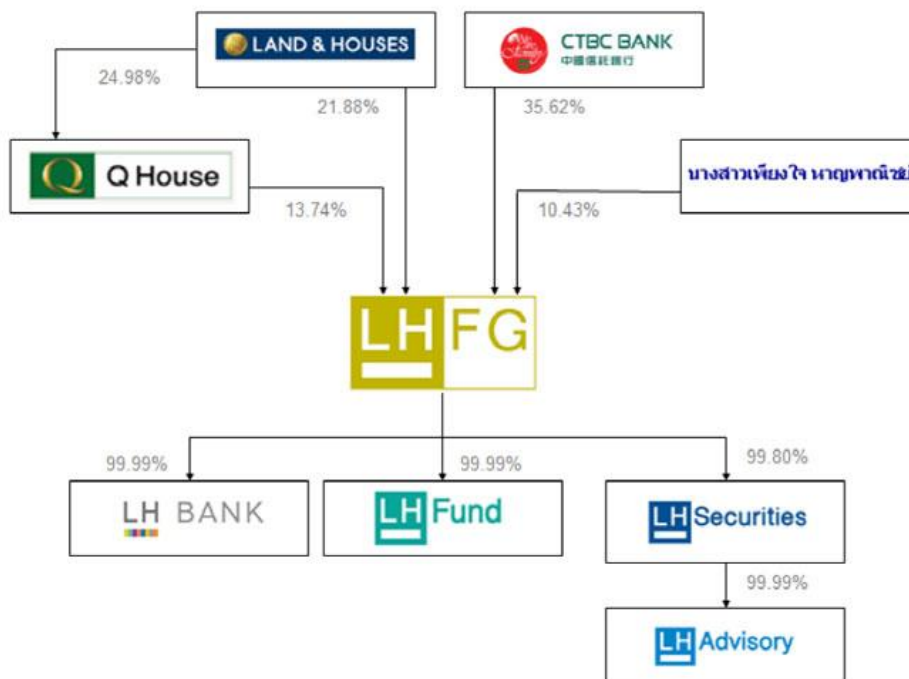 LAND & HOUSES
CTBC BANK
中國信託銀行
24.98%
21.88%
35.62%
Q House
นางสาวเพียงใจ หาญพาณิชย์
13.74%
10.43%
LH FG
99.99%
99.99%
99.80%
LH BANK
LH Fund
LH Securities
99.99%
LH Advisory